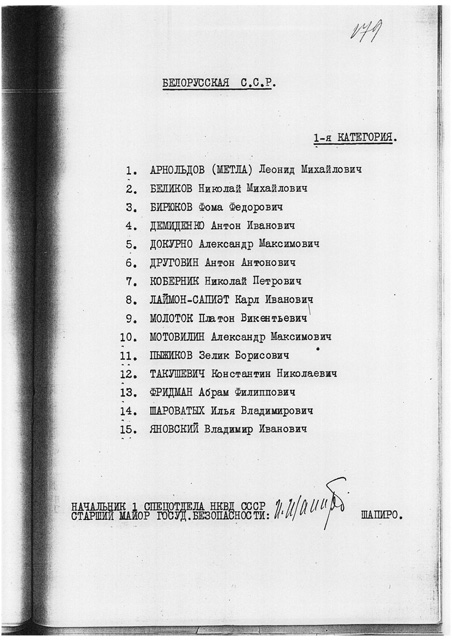 179
БЕЛОРУССКАЯ С.С.Р.
1-я КАТЕГОРИЯ.
1. АРНОЛЬДОВ (МЕТЛА) Леонид Михайлович
2. БЕЛИКОВ Николай Михайлович
3. БИРЮКОВ Фома Федорович
4. ДЕМИДЕНКО Антон Иванович
5. ДОКУРНО Александр Максимович
6. ДРУГОВИН Антон Антонович
7. КОБЕРНИК Николай Петрович
8. ЛАЙМОН-САПИЭТ Карл Иванович
9. МОЛОТОК Платон Викентьевич
10. МОТОВИЛИН Александр Максимович
11. ПЫЖИКОВ Зелик Борисович
12. ТАКУШЕВИЧ Константин Николаевич
13. ФРИДМАН Абрам Филиппович
14. ШАРОВАТЫХ Илья Владимирович
15. ЯНОВСКИЙ Владимир Иванович
НАЧАЛЬНИК 1 СПЕЦОТДЕЛА НКВД СССР
СТАРШИЙ МАЙОР ГОСУД.БЕЗОПАСНОСТИ: И. Шапиро ШАПИРО.